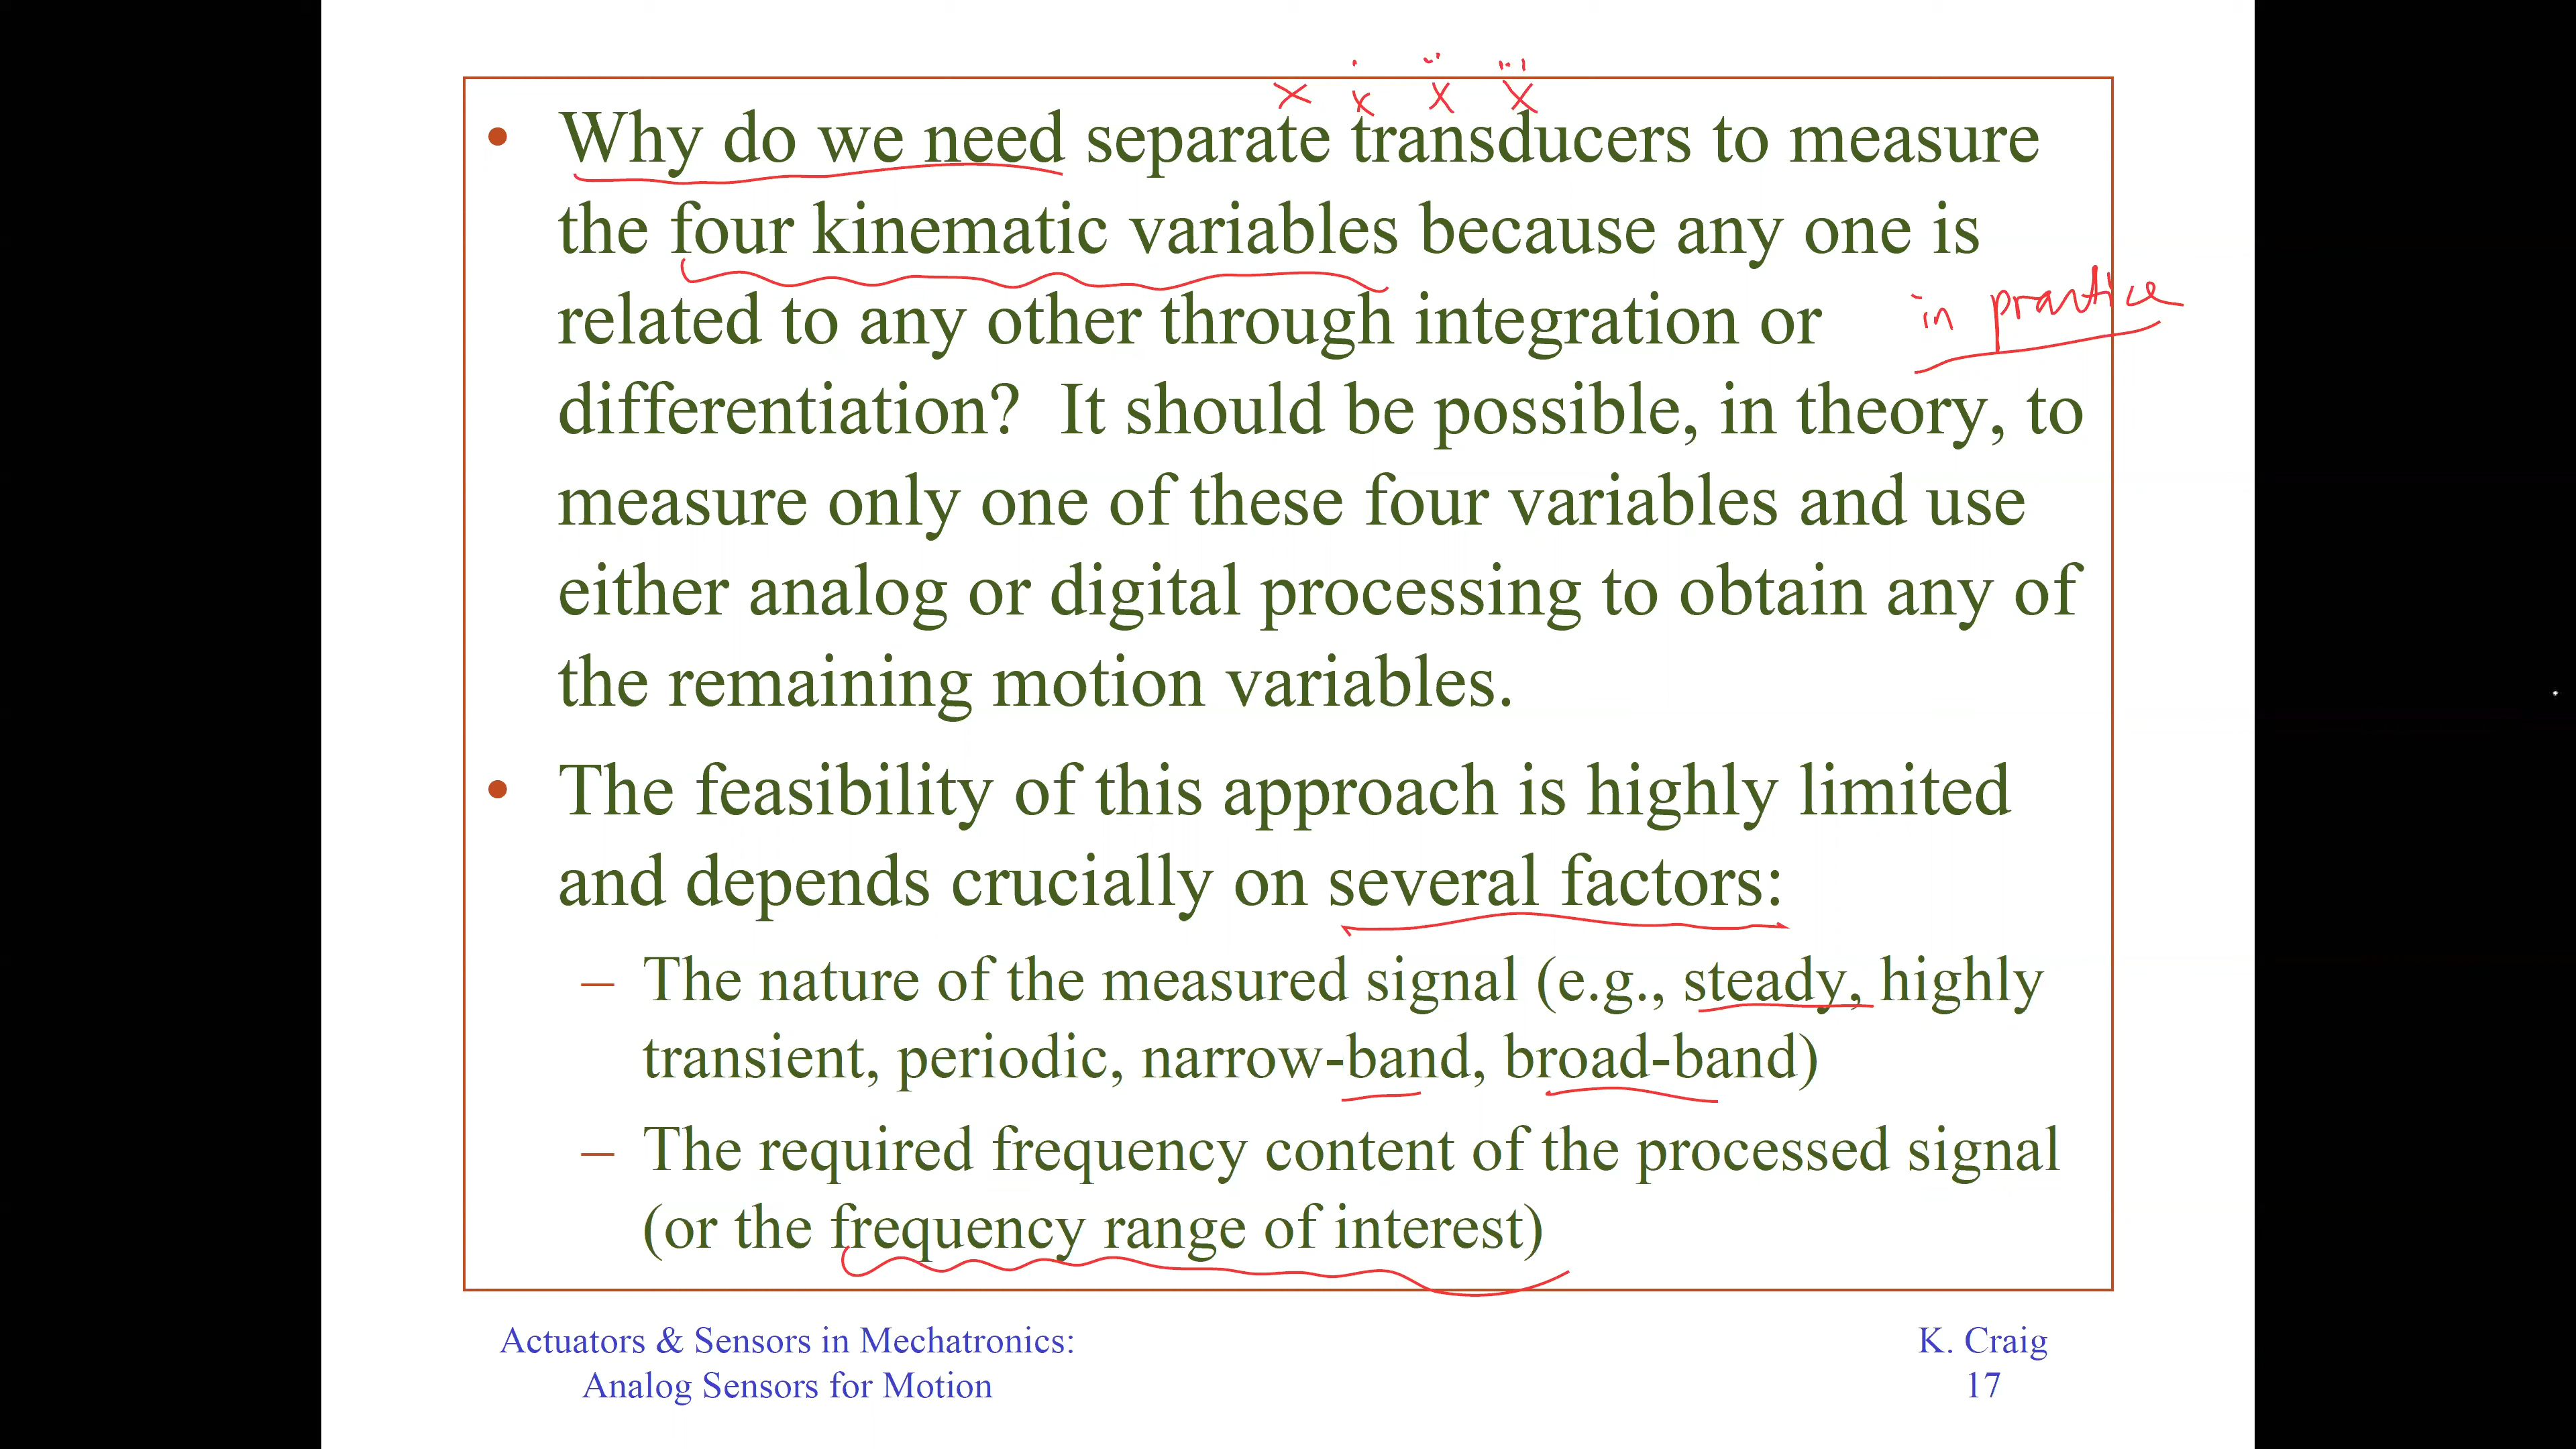 x ẋ ẍ x⃛
• Why do we need separate transducers to measure
the four kinematic variables because any one is
related to any other through integration or
in practice
differentiation? It should be possible, in theory, to
measure only one of these four variables and use
either analog or digital processing to obtain any of
the remaining motion variables.
• The feasibility of this approach is highly limited
and depends crucially on several factors:
– The nature of the measured signal (e.g., steady, highly
transient, periodic, narrow-band, broad-band)
– The required frequency content of the processed signal
(or the frequency range of interest)
Actuators & Sensors in Mechatronics:
Analog Sensors for Motion
K. Craig
17